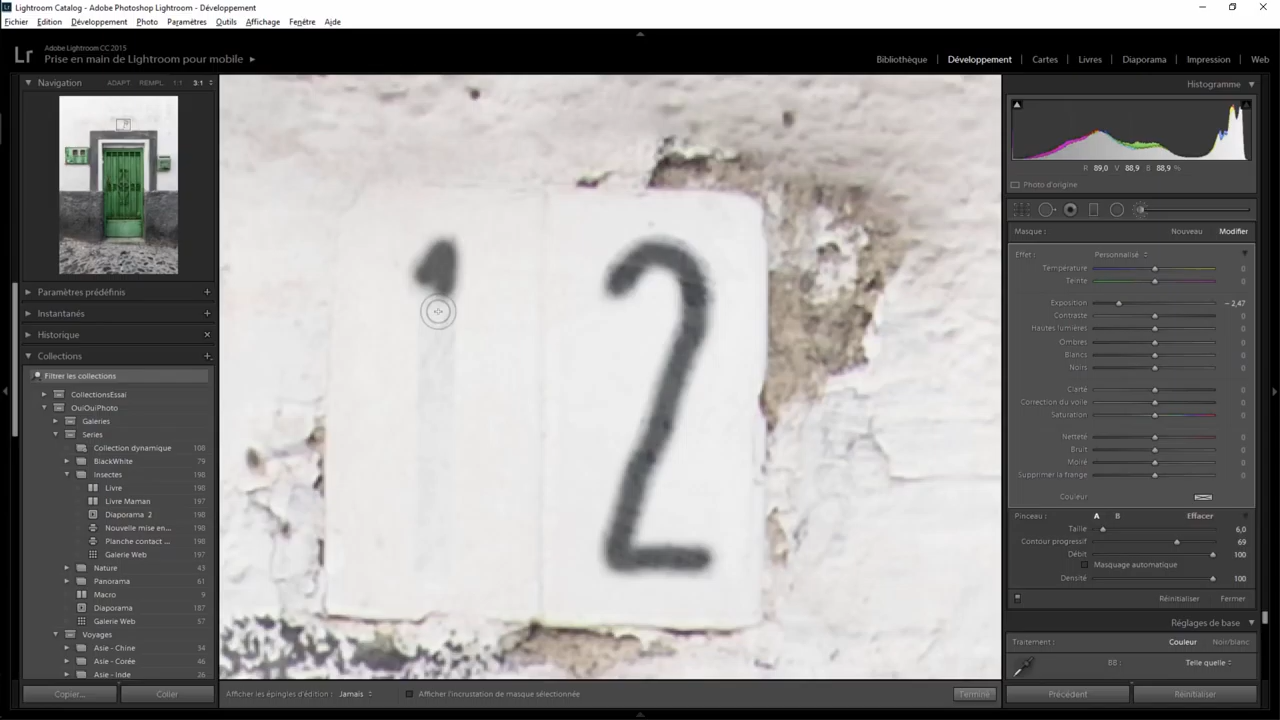 Lightroom Catalog - Adobe Photoshop Lightroom - Développement
Fichier Edition Développement Photo Paramètres Outils Affichage Fenêtre Aide
Lr
Adobe Lightroom CC 2015
Prise en main de Lightroom pour mobile
Bibliothèque Développement Cartes Livres Diaporama Impression Web
Navigation ADAPT REMPL. 1:1 3:1
Paramètres prédéfinis +
Instantanés +
Historique ×
Collections +
Filtrer les collections
CollectionsEssai
OuiOuiPhoto
Galeries
Series
Collection dynamique 108
BlackWhite 79
Insectes 198
Livre 198
Livre Maman 197
Diaporama 2 198
Nouvelle mise en... 198
Planche contact ... 198
Galerie Web 197
Nature 435
Panorama 61
Macro 9
Diaporama 187
Galerie Web 57
Voyages
Asie - Chine 34
Asie - Corée 46
Asie - Inde 26
Copier... Coller
2
Afficher les épingles d'édition : Jamais
Afficher l'incrustation de masque sélectionnée
Terminé
Histogramme
R 89,0 V 88,9 B 88,9 %
Photo d'origine
Masque : Nouveau Modifier
Effet : Personnalisé
Température 0
Teinte 0
Exposition – 2,47
Contraste 0
Hautes lumières 0
Ombres 0
Blancs 0
Noirs 0
Clarté 0
Correction du voile 0
Saturation 0
Netteté 0
Bruit 0
Moiré 0
Supprimer la frange 0
Couleur
Pinceau : A B Effacer
Taille 6,0
Contour progressif 69
Débit 100
Masquage automatique
Densité 100
Réinitialiser Fermer
Réglages de base
Traitement : Couleur Noir/blanc
BB : Telle quelle
Précédent Réinitialiser